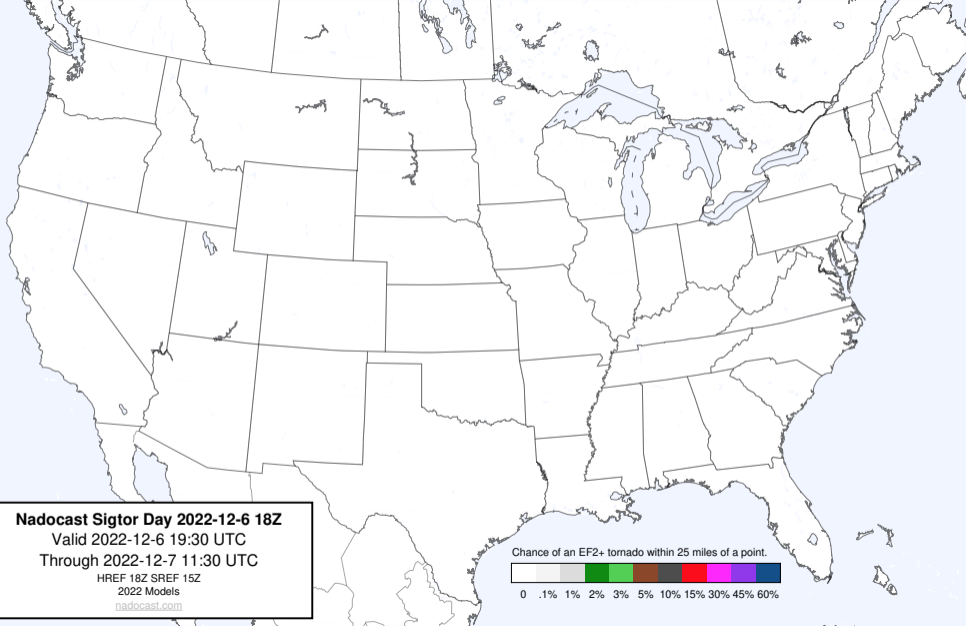 Nadocast Sigtor Day 2022-12-6 18Z
Valid 2022-12-6 19:30 UTC
Through 2022-12-7 11:30 UTC
HREF 18Z SREF 15Z
2022 Models
nadocast.com
Chance of an EF2+ tornado within 25 miles of a point.
0 .1% 1% 2% 3% 5% 10% 15% 30% 45% 60%